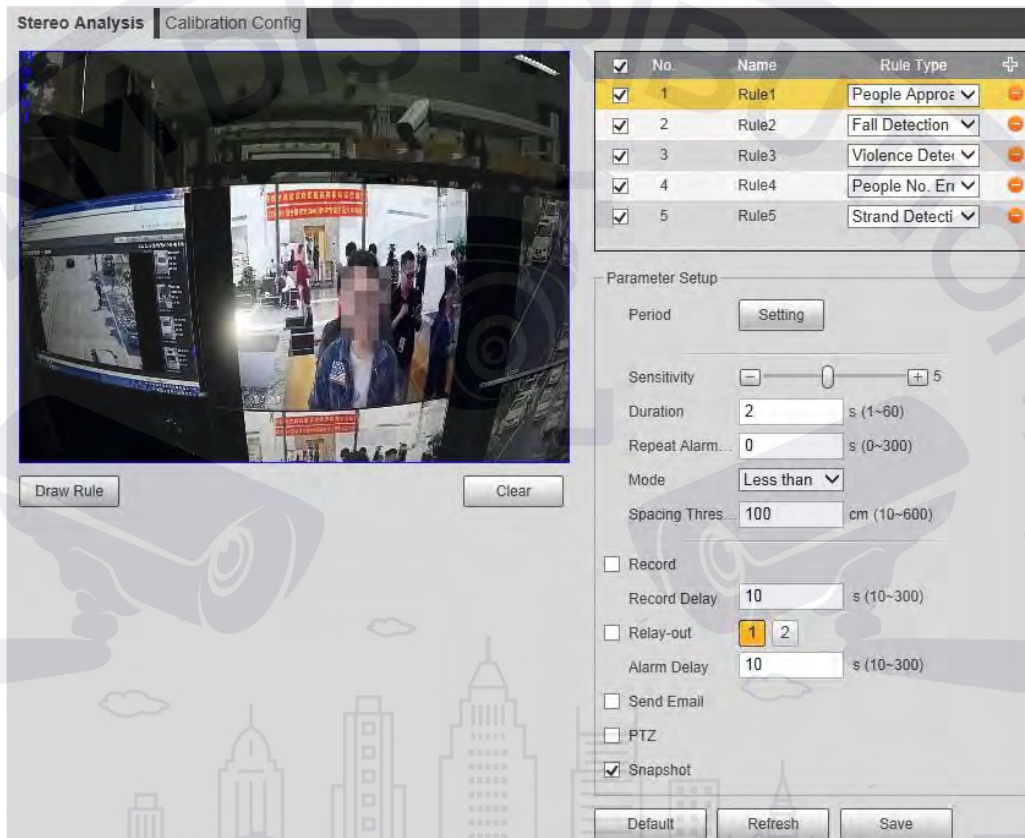 Stereo Analysis Calibration Config
No. Name Rule Type
1 Rule1 People Approa
2 Rule2 Fall Detection
3 Rule3 Violence Detec
4 Rule4 People No. Err
5 Rule5 Strand Detecti
Parameter Setup
Period Setting
Sensitivity 5
Duration 2 s (1~60)
Repeat Alarm... 0 s (0~300)
Mode Less than
Spacing Thres... 100 cm (10~600)
Draw Rule Clear
Record
Record Delay 10 s (10~300)
Relay-out 1 2
Alarm Delay 10 s (10~300)
Send Email
PTZ
Snapshot
Default Refresh Save